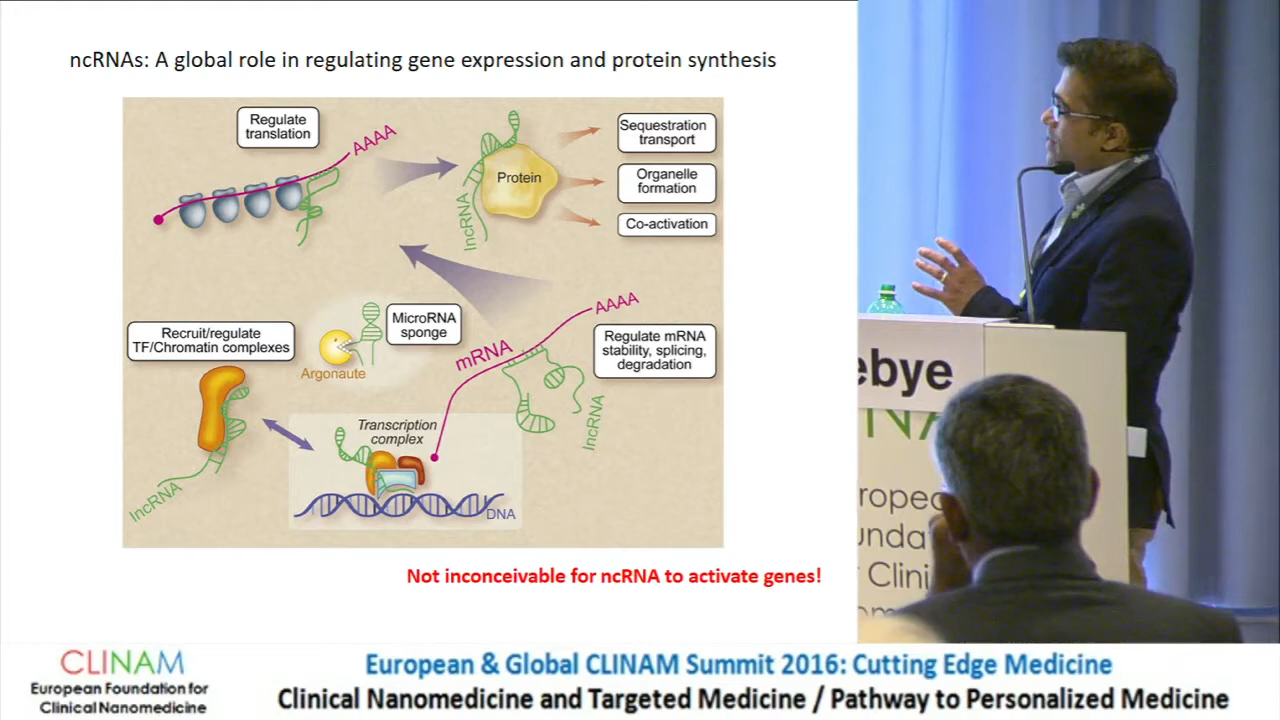 ncRNAs: A global role in regulating gene expression and protein synthesis
Regulate
translation
AAAA
Protein
lncRNA
Sequestration
transport
Organelle
formation
Co-activation
Recruit/regulate
TF/Chromatin complexes
MicroRNA
sponge
Argonaute
AAAA
mRNA
Regulate mRNA
stability, splicing,
degradation
lncRNA
Transcription
complex
lncRNA
DNA
Not inconceivable for ncRNA to activate genes!
ebye
CLINAM
European Foundation for
Clinical Nanomedicine
European & Global CLINAM Summit 2016: Cutting Edge Medicine
Clinical Nanomedicine and Targeted Medicine / Pathway to Personalized Medicine